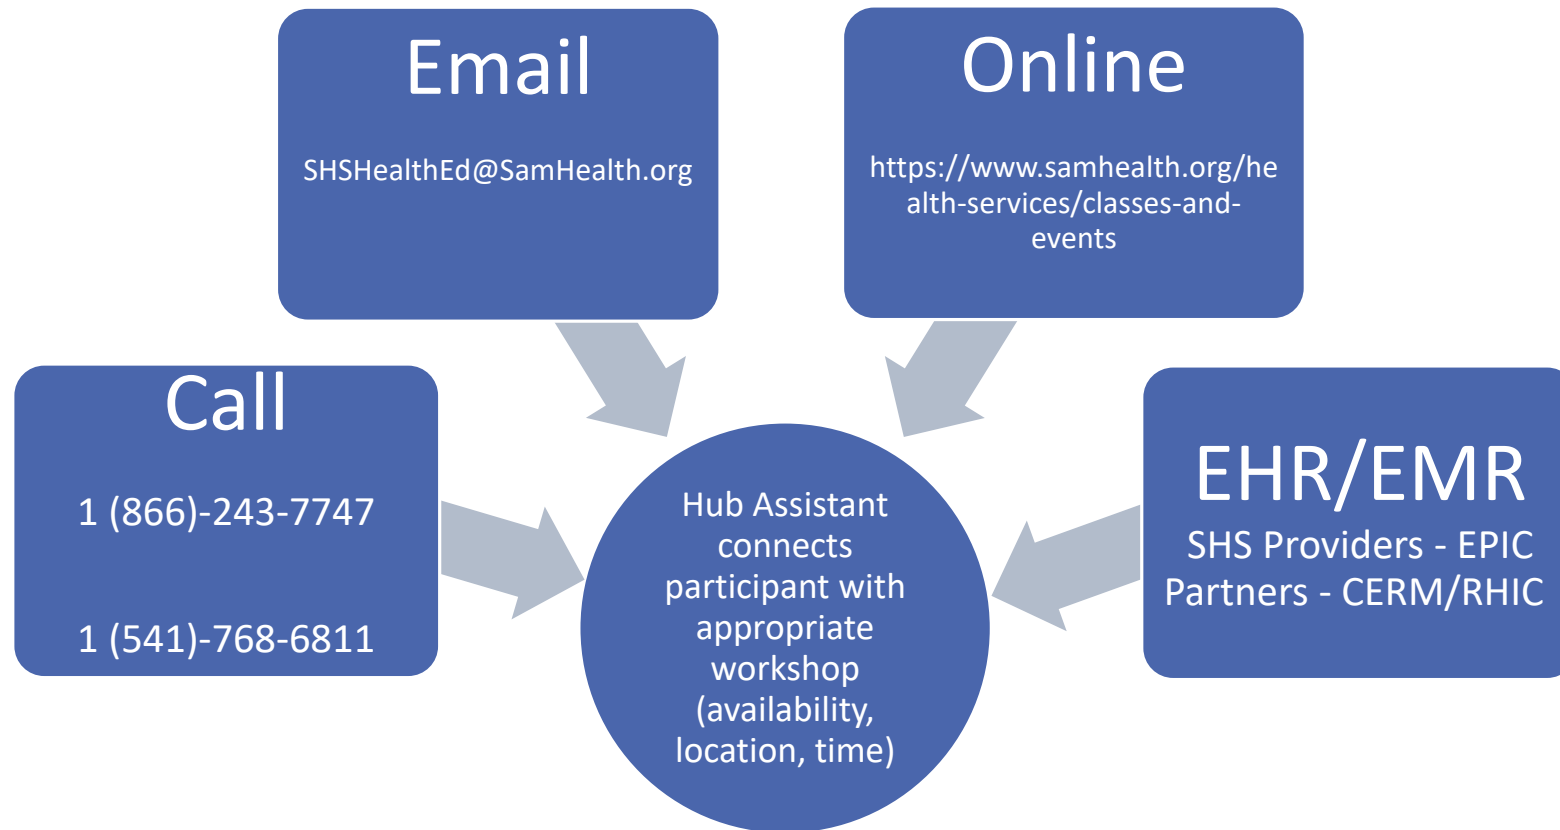 Email
SHSHealthEd@SamHealth.org
Online
https://www.samhealth.org/he
alth-services/classes-and-
events
Call
1 (866)-243-7747
1 (541)-768-6811
EHR/EMR
SHS Providers - EPIC
Partners - CERM/RHIC
Hub Assistant
connects
participant with
appropriate
workshop
(availability,
location, time)